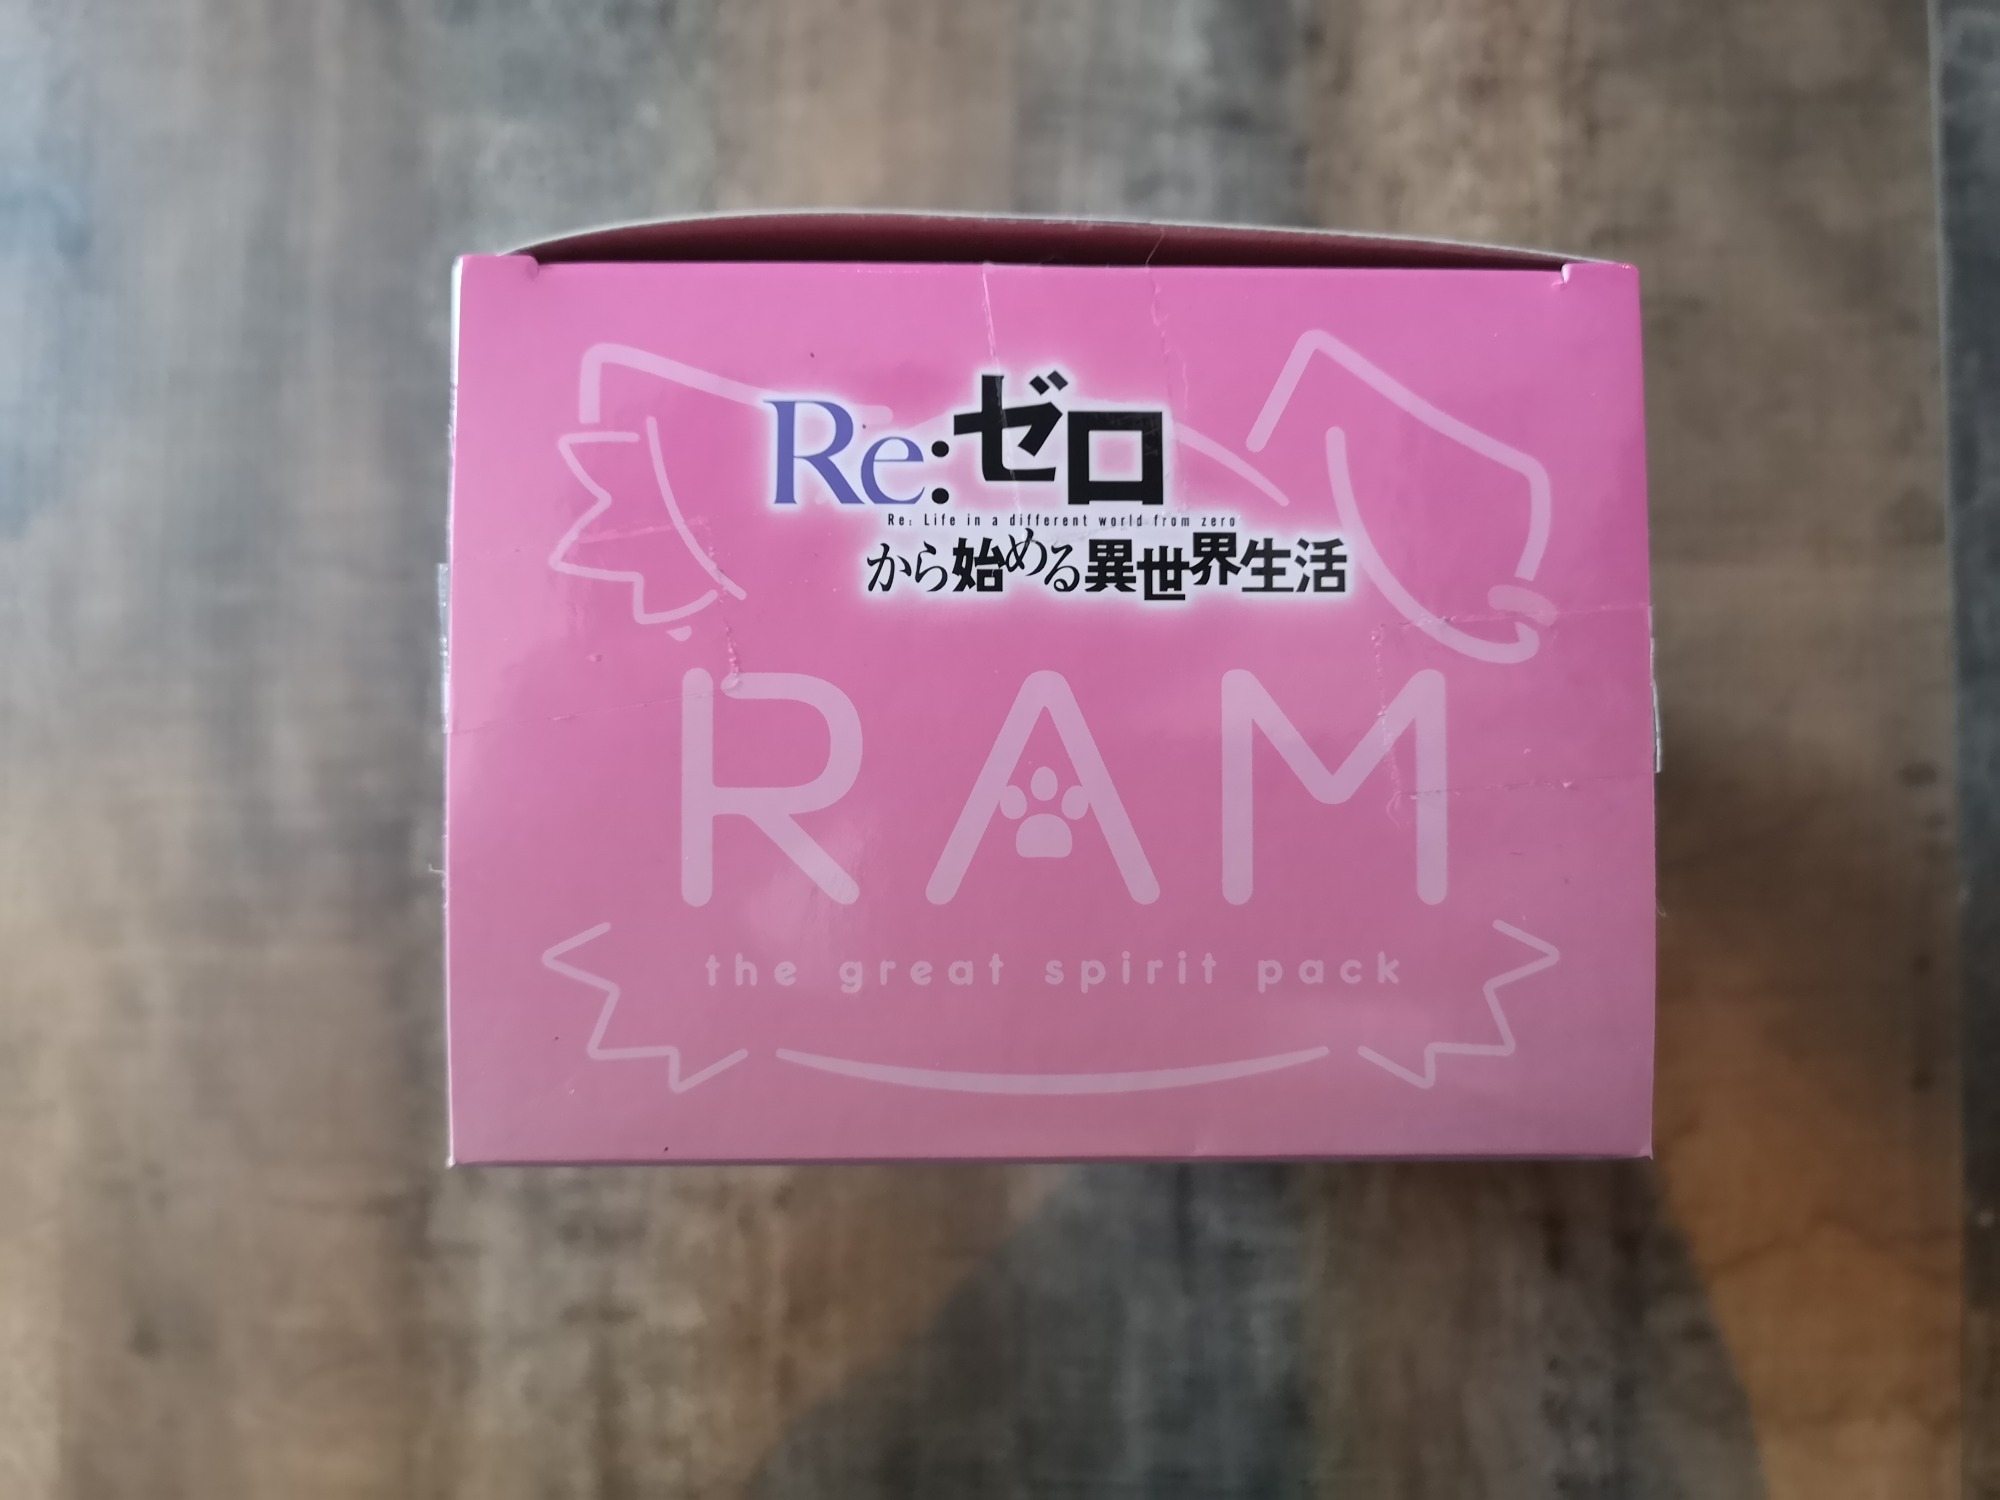 Re:ゼロ
Re: Life in a different world from zero
から始める異世界生活
RAM
the great spirit pack